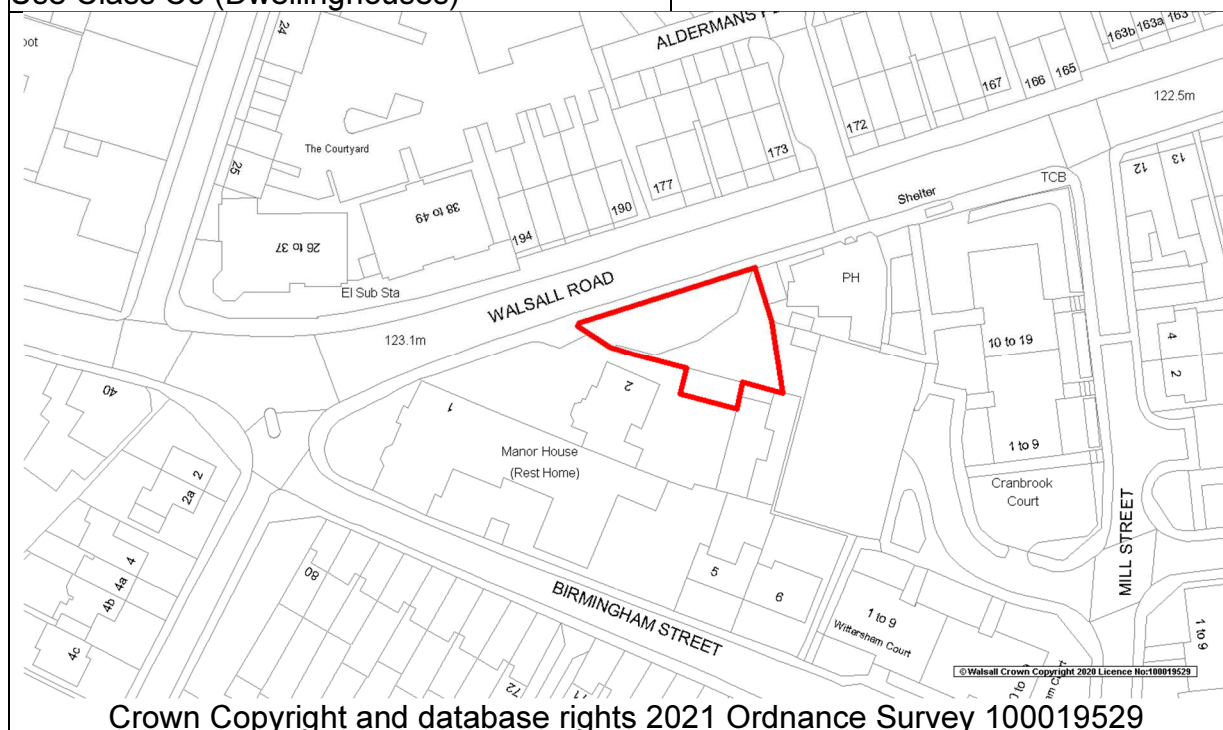 Use Class C3 (Dwellinghouses)
24
ALDERMANS
163b 163a 163
167 166 165
122.5m
The Courtyard
172
173
25
38 to 49
177
190
TCB
12 13
Shelter
26 to 37
194
El Sub Sta
WALSALL ROAD
PH
123.1m
10 to 19
4
2
40
2
1
Manor House
(Rest Home)
1 to 9
Cranbrook
Court
2
2a
MILL STREET
4
4a
4b
80
5
6
BIRMINGHAM STREET
1 to 9
Wittersham Court
1 to 9
4c
© Walsall Crown Copyright 2020 Licence No:100019529
72
71
Crown Copyright and database rights 2021 Ordnance Survey 100019529